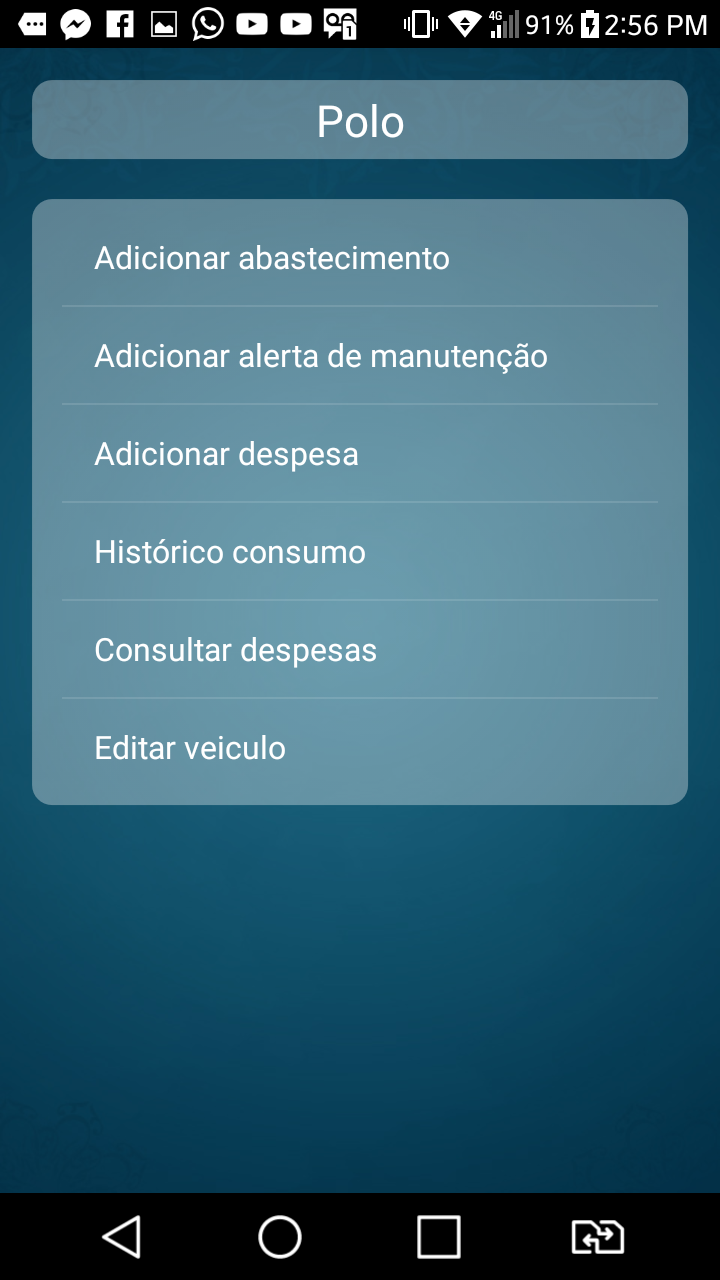 4G 91% 2:56 PM
Polo
Adicionar abastecimento
Adicionar alerta de manutenção
Adicionar despesa
Histórico consumo
Consultar despesas
Editar veiculo